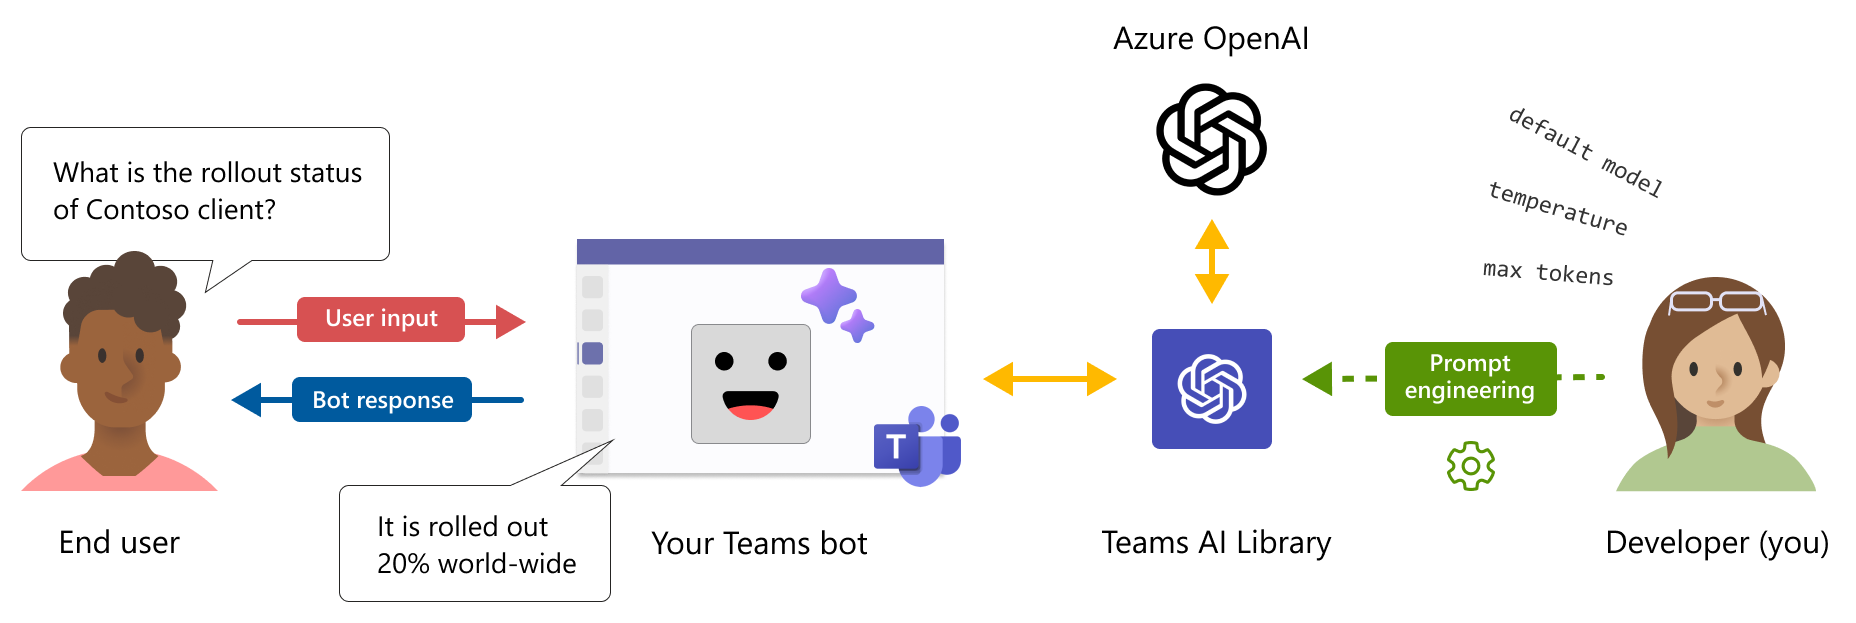 Azure OpenAI
What is the rollout status
of Contoso client?
default model
temperature
max tokens
User input
Bot response
Prompt
engineering
T
It is rolled out
20% world-wide
End user
Your Teams bot
Teams AI Library
Developer (you)